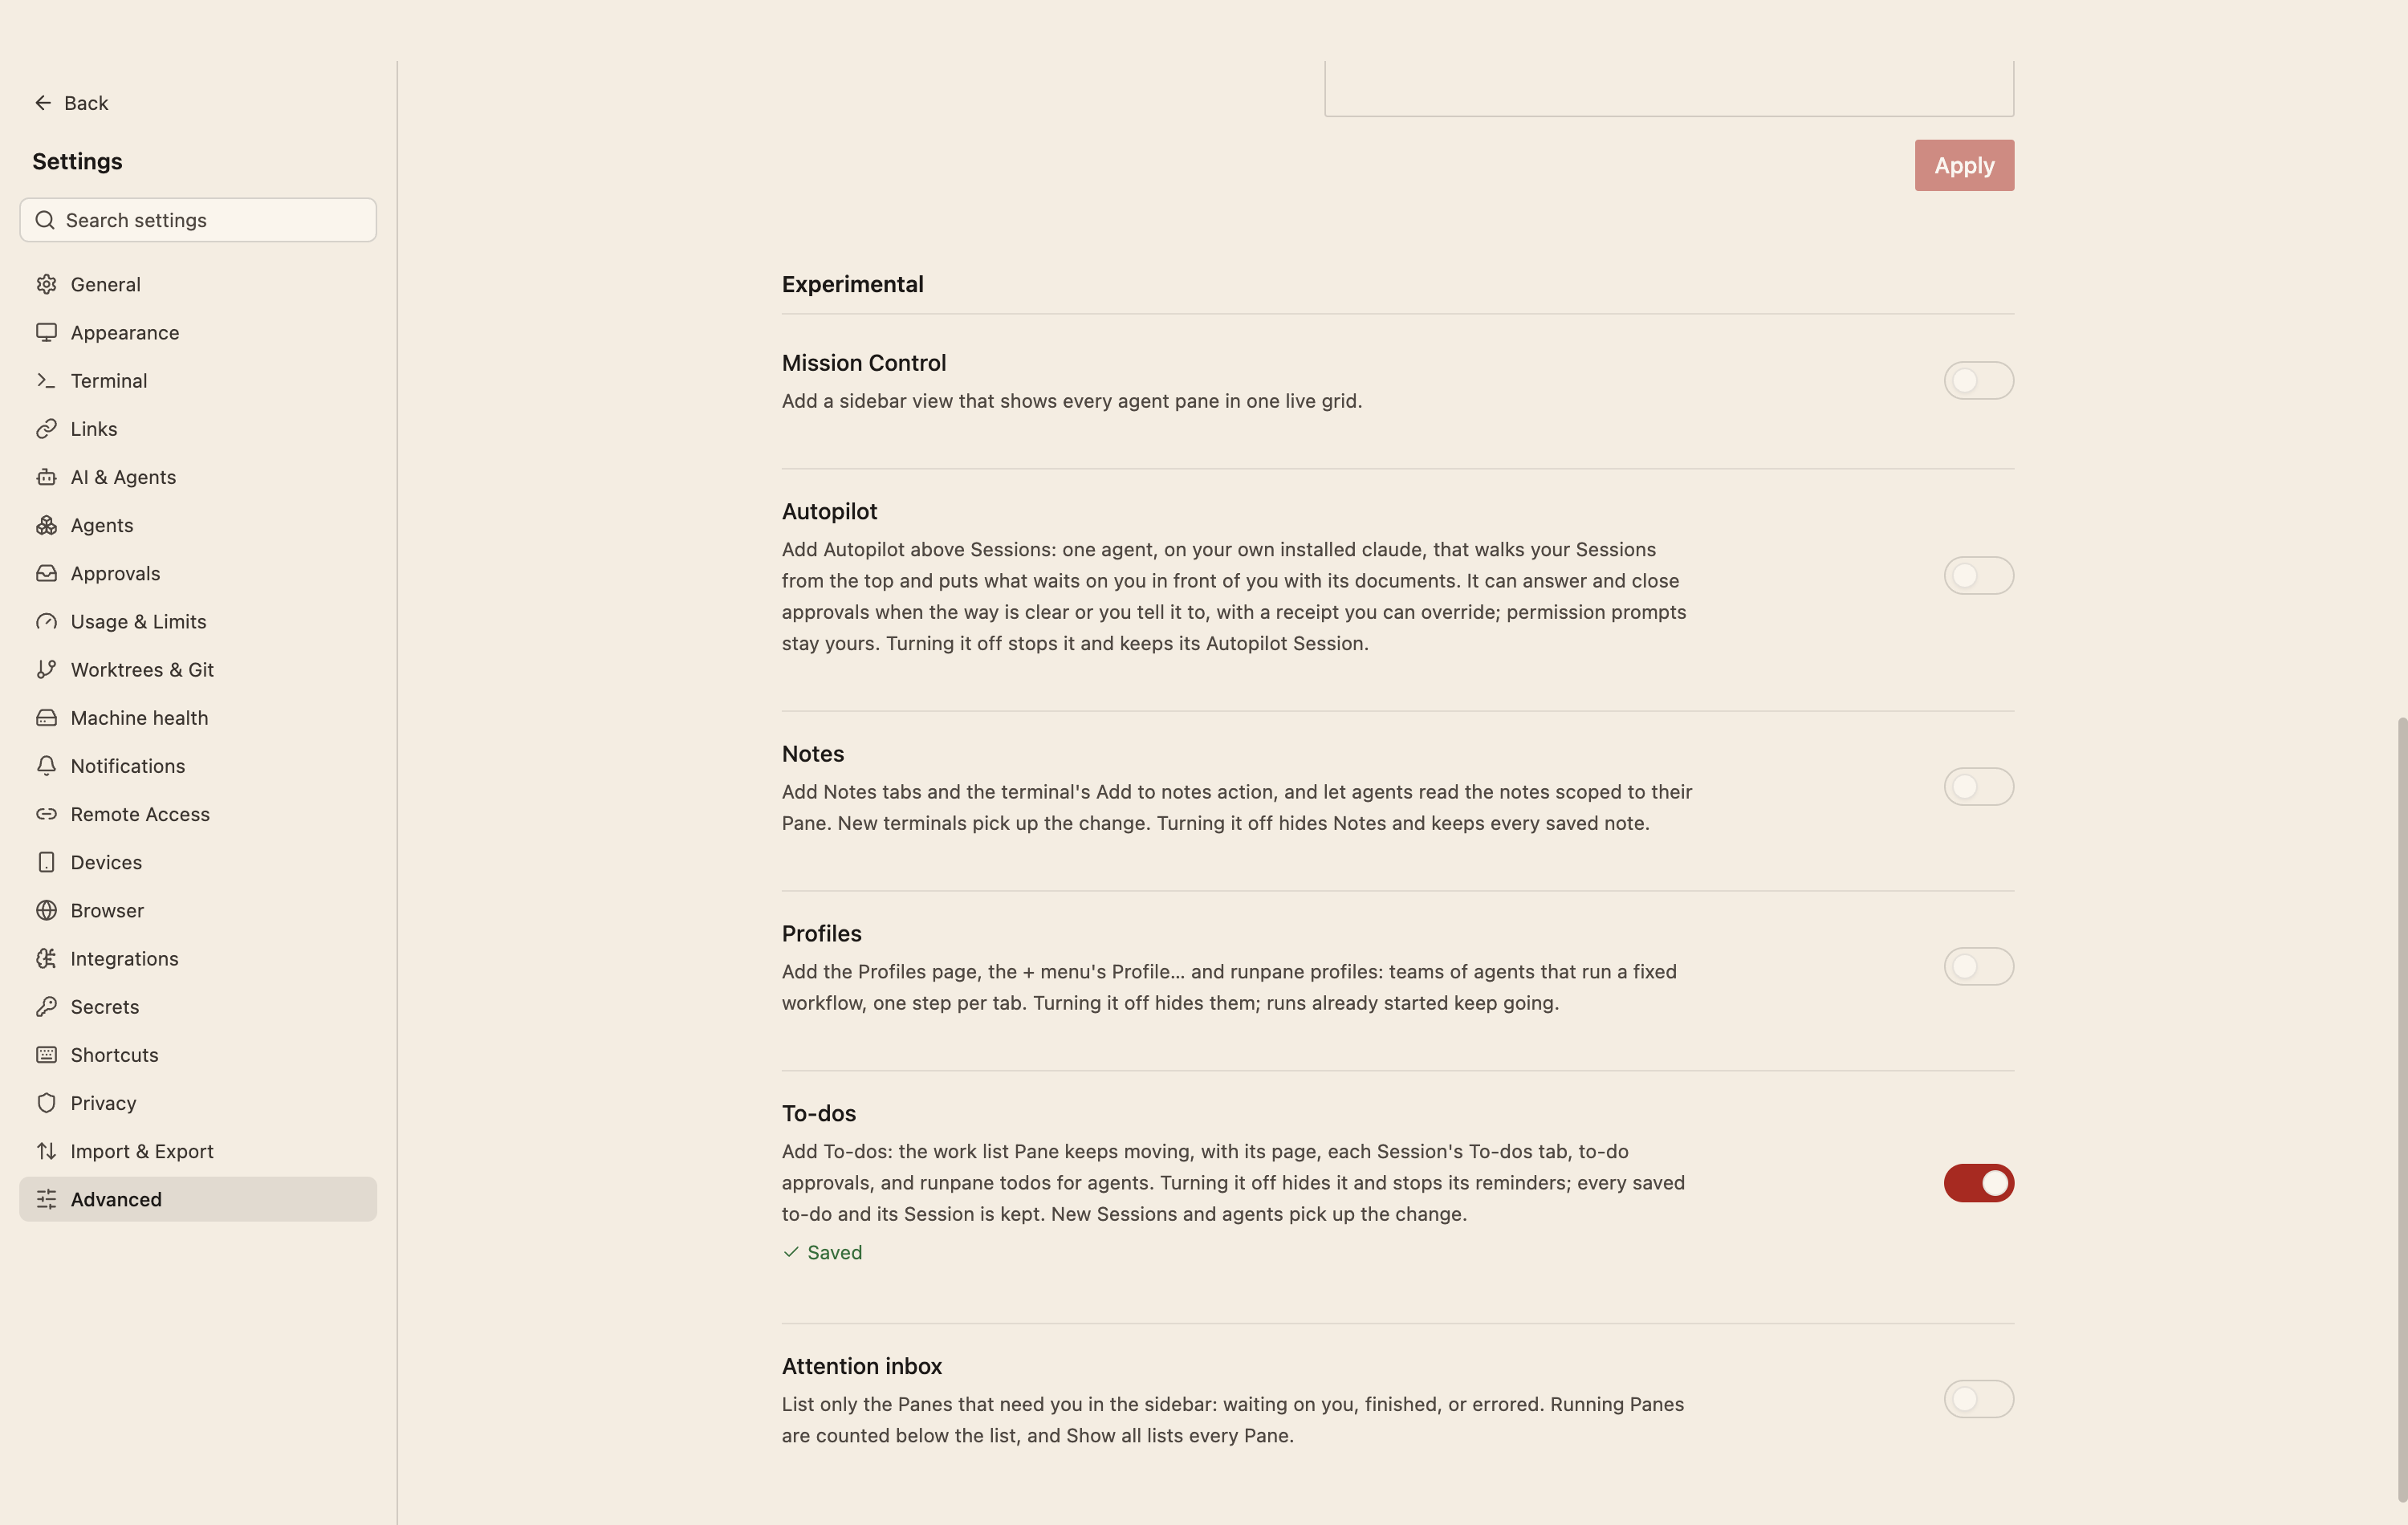 Back
Settings
Search settings
General
Appearance
Terminal
Links
AI & Agents
Agents
Approvals
Usage & Limits
Worktrees & Git
Machine health
Notifications
Remote Access
Devices
Browser
Integrations
Secrets
Shortcuts
Privacy
Import & Export
Advanced
Apply
Experimental
Mission Control
Add a sidebar view that shows every agent pane in one live grid.
Autopilot
Add Autopilot above Sessions: one agent, on your own installed claude, that walks your Sessions
from the top and puts what waits on you in front of you with its documents. It can answer and close
approvals when the way is clear or you tell it to, with a receipt you can override; permission prompts
stay yours. Turning it off stops it and keeps its Autopilot Session.
Notes
Add Notes tabs and the terminal's Add to notes action, and let agents read the notes scoped to their
Pane. New terminals pick up the change. Turning it off hides Notes and keeps every saved note.
Profiles
Add the Profiles page, the + menu's Profile... and runpane profiles: teams of agents that run a fixed
workflow, one step per tab. Turning it off hides them; runs already started keep going.
To-dos
Add To-dos: the work list Pane keeps moving, with its page, each Session's To-dos tab, to-do
approvals, and runpane todos for agents. Turning it off hides it and stops its reminders; every saved
to-do and its Session is kept. New Sessions and agents pick up the change.
Saved
Attention inbox
List only the Panes that need you in the sidebar: waiting on you, finished, or errored. Running Panes
are counted below the list, and Show all lists every Pane.